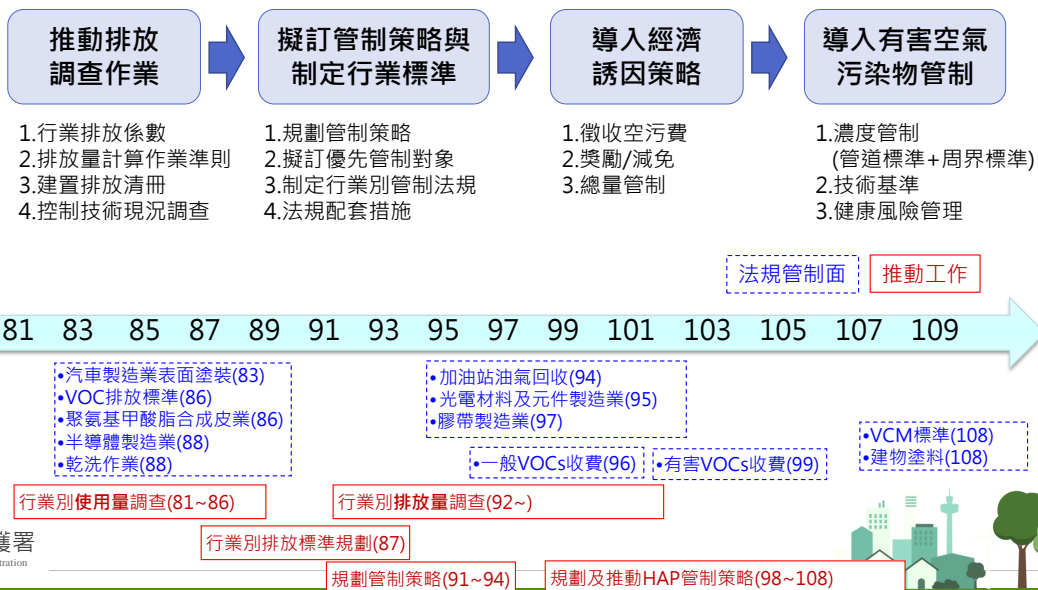 推動排放
調查作業
擬訂管制策略與
制定行業標準
導入經濟
誘因策略
導入有害空氣
污染物管制
1.行業排放係數
2.排放量計算作業準則
3.建置排放清冊
4.控制技術現況調查
1.規劃管制策略
2.擬訂優先管制對象
3.制定行業別管制法規
4.法規配套措施
1.徵收空污費
2.獎勵/減免
3.總量管制
1.濃度管制
(管道標準+周界標準)
2.技術基準
3.健康風險管理
法規管制面
推動工作
81 83 85 87 89 91 93 95 97 99 101 103 105 107 109
•汽車製造業表面塗裝(83)
•VOC排放標準(86)
•聚氨基甲酸脂合成皮業(86)
•半導體製造業(88)
•乾洗作業(88)
•加油站油氣回收(94)
•光電材料及元件製造業(95)
•膠帶製造業(97)
•一般VOCs收費(96)
•有害VOCs收費(99)
•VCM標準(108)
•建物塗料(108)
行業別使用量調查(81~86)
行業別排放量調查(92~)
行業別排放標準規劃(87)
規劃管制策略(91~94)
規劃及推動HAP管制策略(98~108)
護署
tration